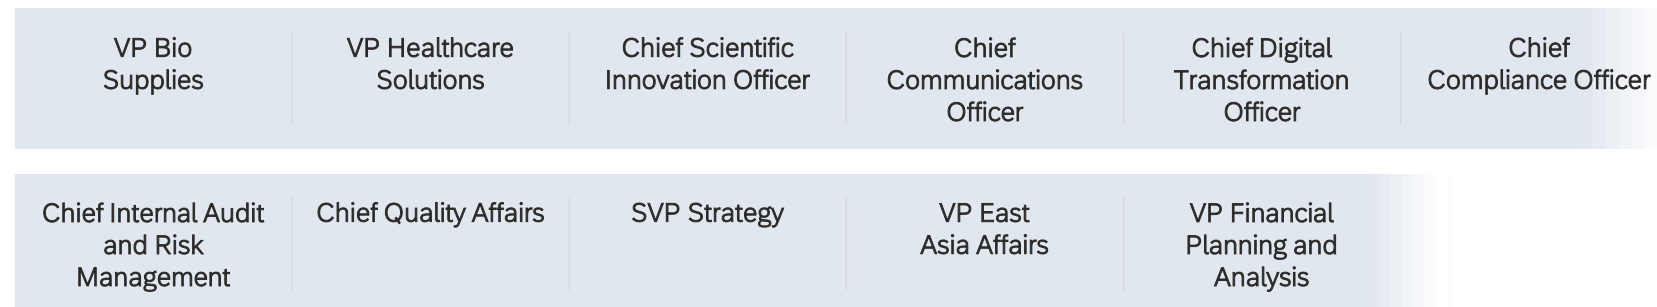 VP Bio
Supplies
VP Healthcare
Solutions
Chief Scientific
Innovation Officer
Chief
Communications
Officer
Chief Digital
Transformation
Officer
Chief
Compliance Officer
Chief Internal Audit
and Risk
Management
Chief Quality Affairs
SVP Strategy
VP East
Asia Affairs
VP Financial
Planning and
Analysis